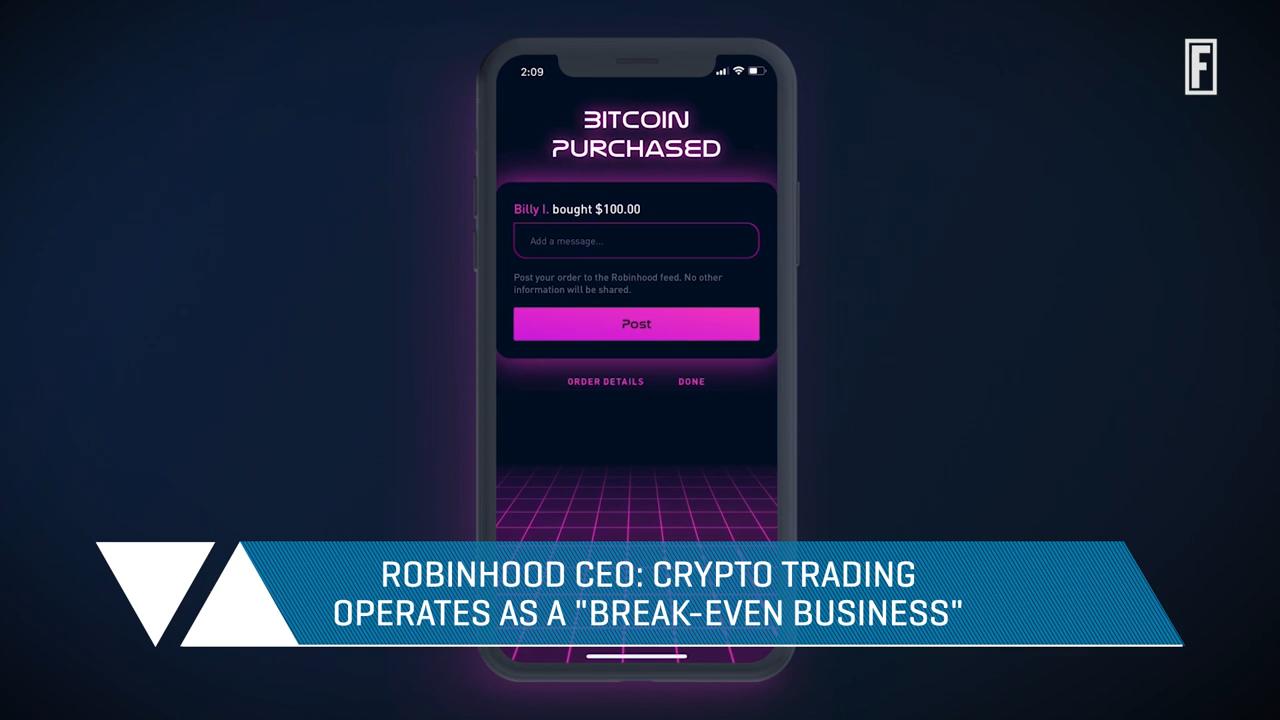 F
2:09
BITCOIN
PURCHASED
Billy I. bought $100.00
Add a message...
Post your order to the Robinhood feed. No other
information will be shared.
Post
ORDER DETAILS DONE
ROBINHOOD CEO: CRYPTO TRADING
OPERATES AS A "BREAK-EVEN BUSINESS"